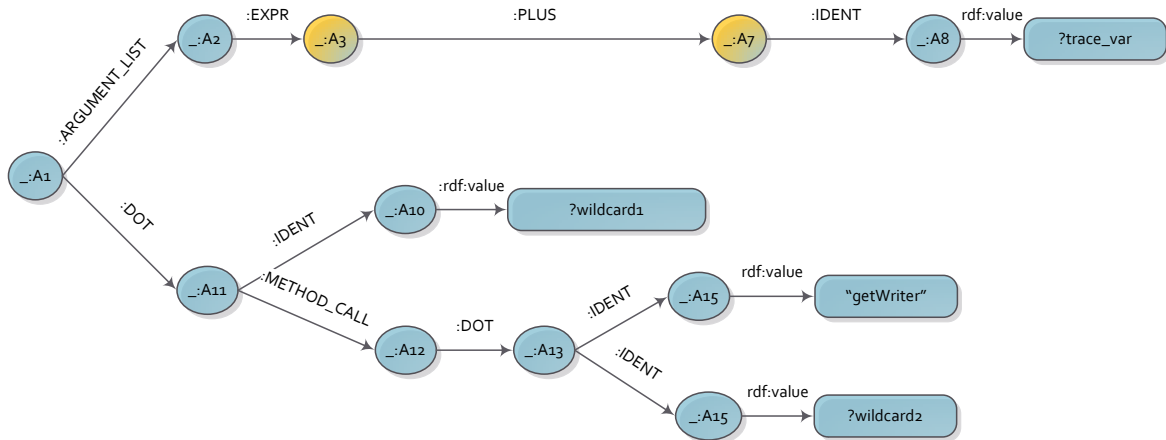 :EXPR
:PLUS
:IDENT
rdf:value
_:A2
_:A3
_:A7
_:A8
?trace_var
:ARGUMENT_LIST
_:A1
:DOT
:IDENT
_:A10
:rdf:value
?wildcard1
_:A11
:METHOD_CALL
_:A12
:DOT
_:A13
:IDENT
_:A15
rdf:value
“getWriter”
:IDENT
_:A15
rdf:value
?wildcard2